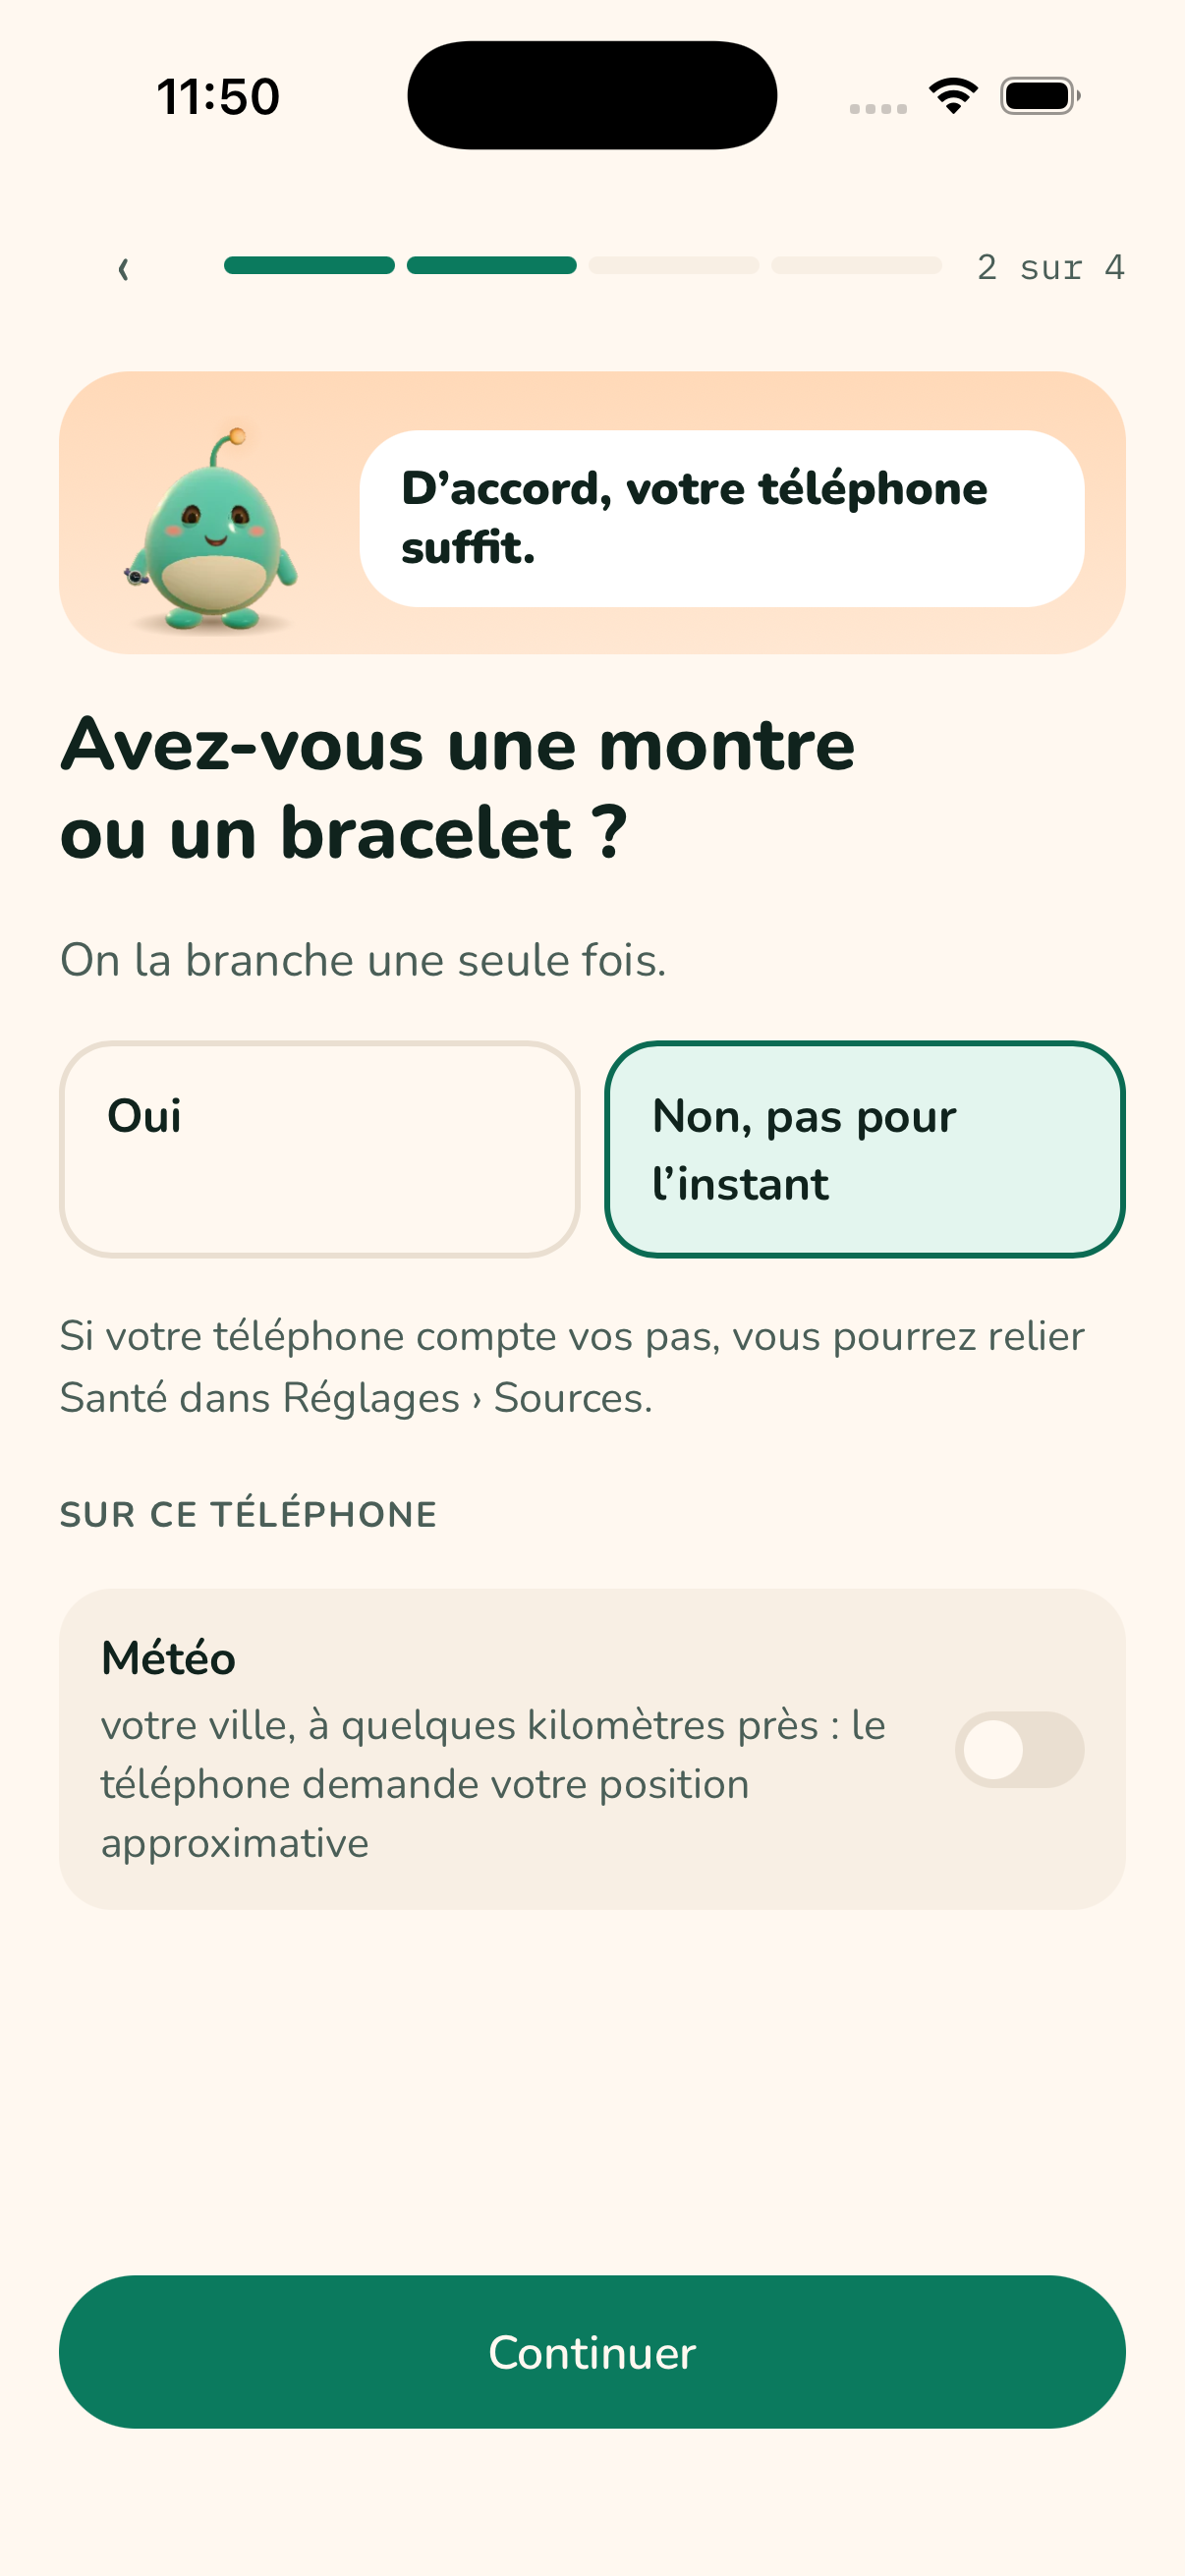 11:50
2 sur 4
D’accord, votre téléphone
suffit.
Avez-vous une montre
ou un bracelet ?
On la branche une seule fois.
Oui
Non, pas pour
l’instant
Si votre téléphone compte vos pas, vous pourrez relier
Santé dans Réglages › Sources.
SUR CE TÉLÉPHONE
Météo
votre ville, à quelques kilomètres près : le
téléphone demande votre position
approximative
Continuer